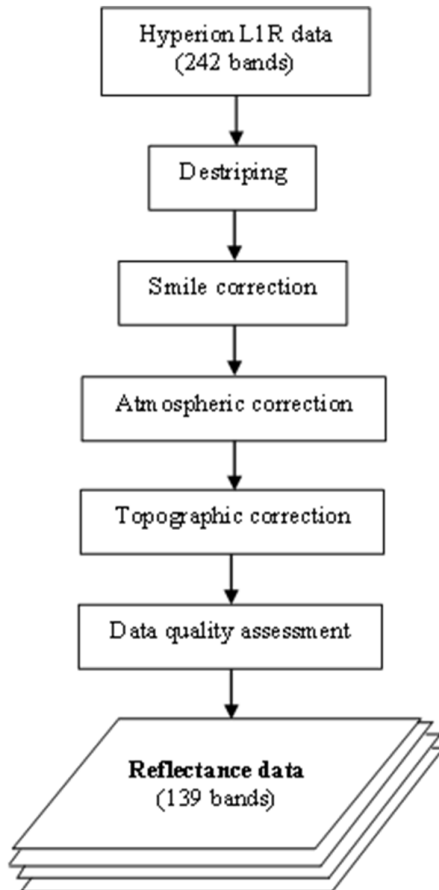 Hyperion L1R data
(242 bands)
Destriping
Smile correction
Atmospheric correction
Topographic correction
Data quality assessment
Reflectance data
(139 bands)